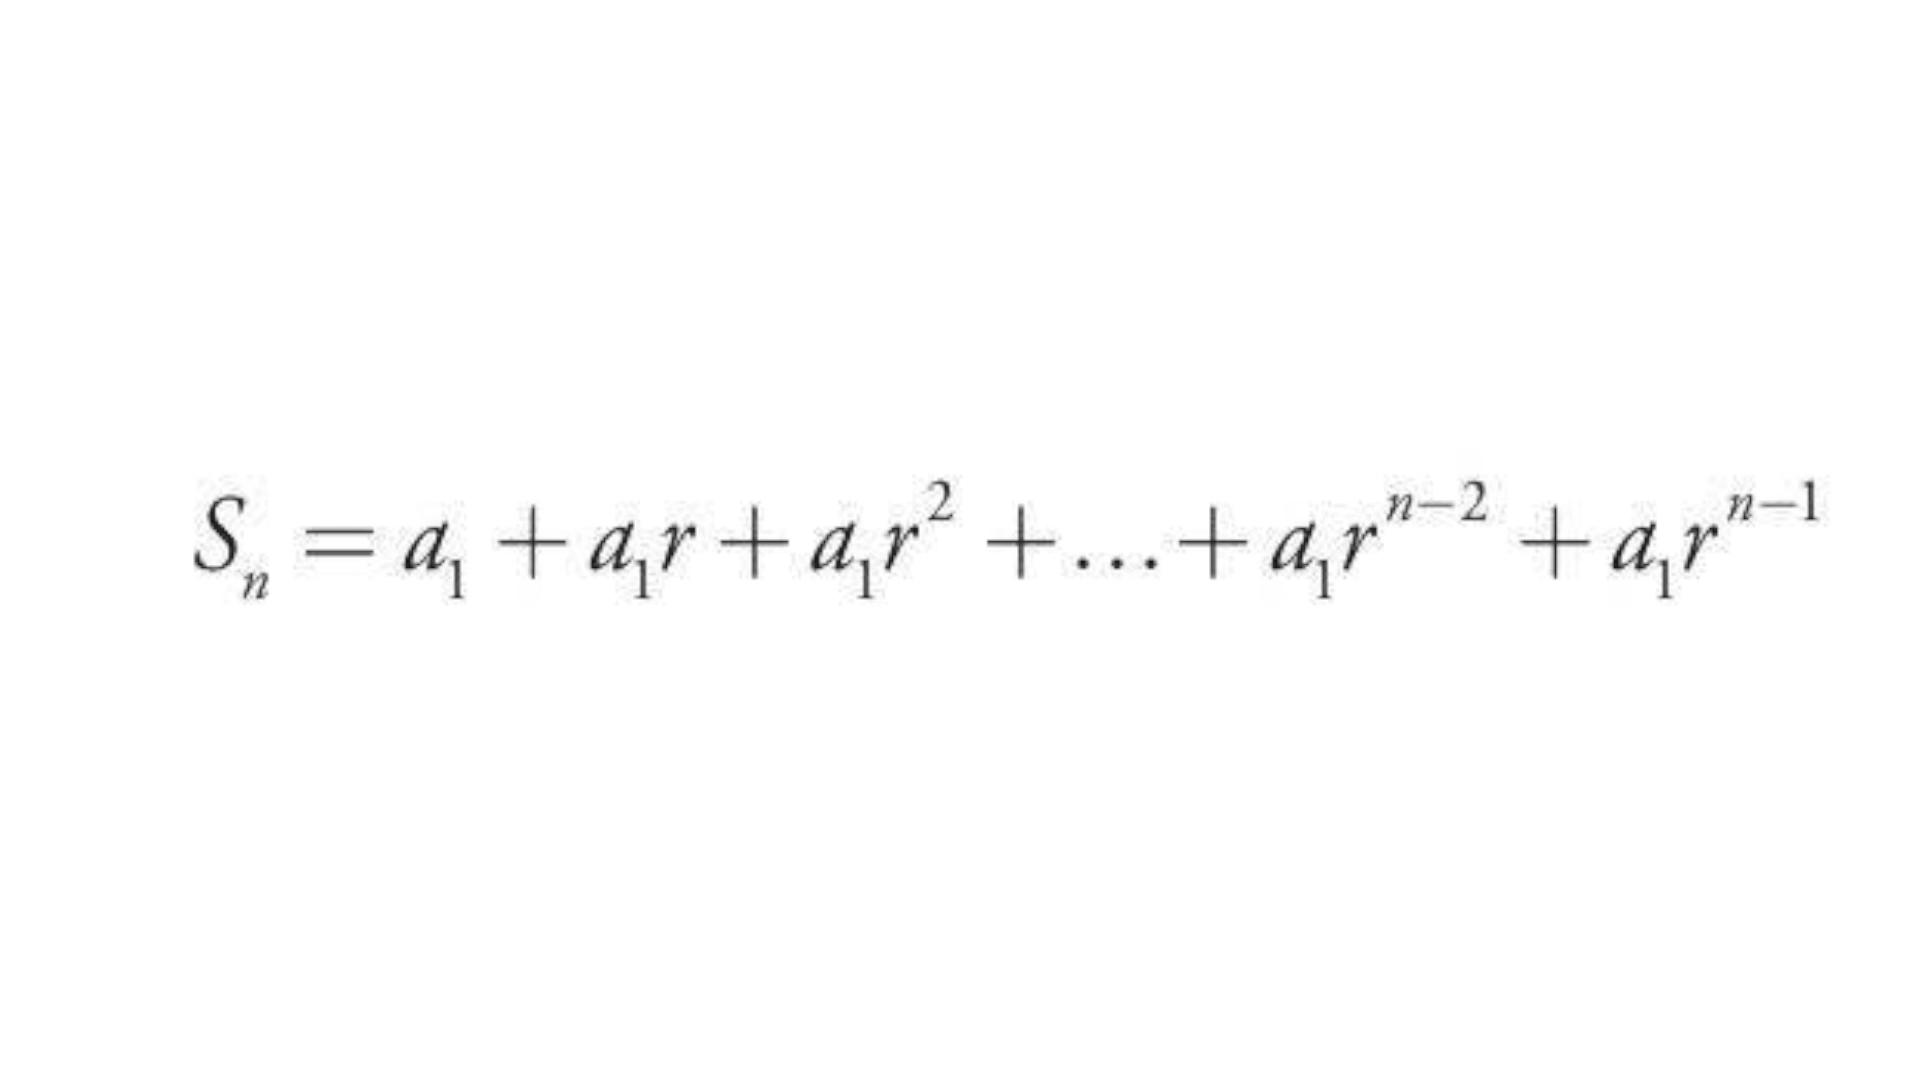 Sₙ = a₁ + a₁r + a₁r² + ... + a₁rⁿ⁻² + a₁rⁿ⁻¹